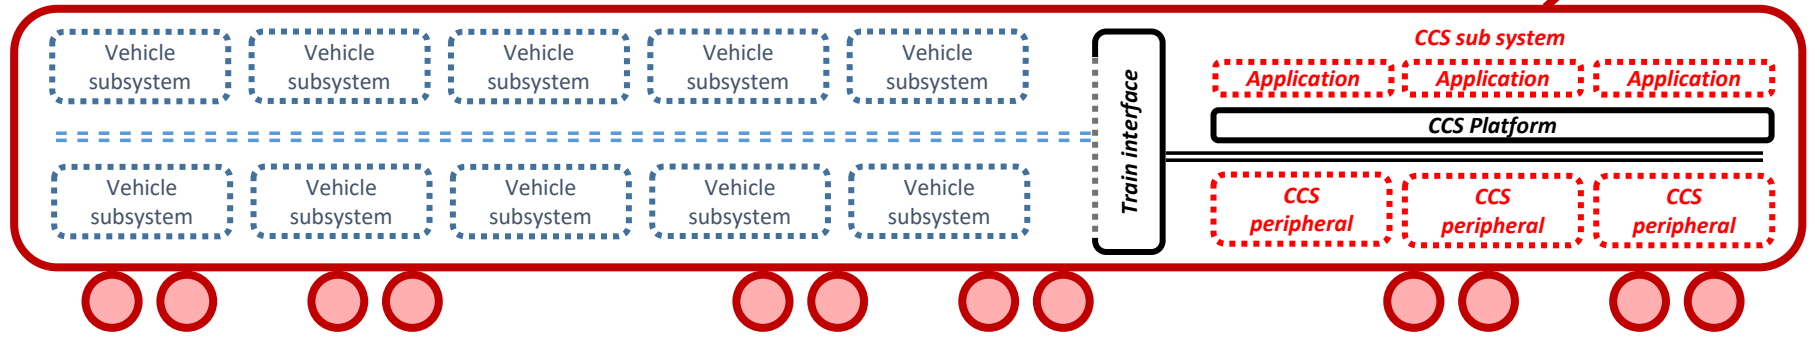 Vehicle
subsystem
Vehicle
subsystem
Vehicle
subsystem
Vehicle
subsystem
Vehicle
subsystem
Vehicle
subsystem
Vehicle
subsystem
Vehicle
subsystem
Vehicle
subsystem
Vehicle
subsystem
Train interface
CCS sub system
Application
Application
Application
CCS Platform
CCS
peripheral
CCS
peripheral
CCS
peripheral